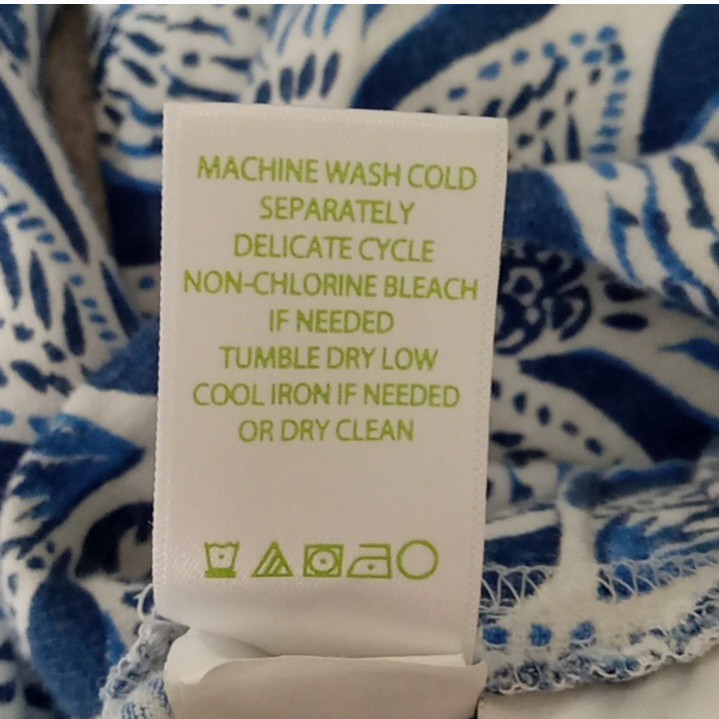 MACHINE WASH COLD
SEPARATELY
DELICATE CYCLE
NON-CHLORINE BLEACH
IF NEEDED
TUMBLE DRY LOW
COOL IRON IF NEEDED
OR DRY CLEAN